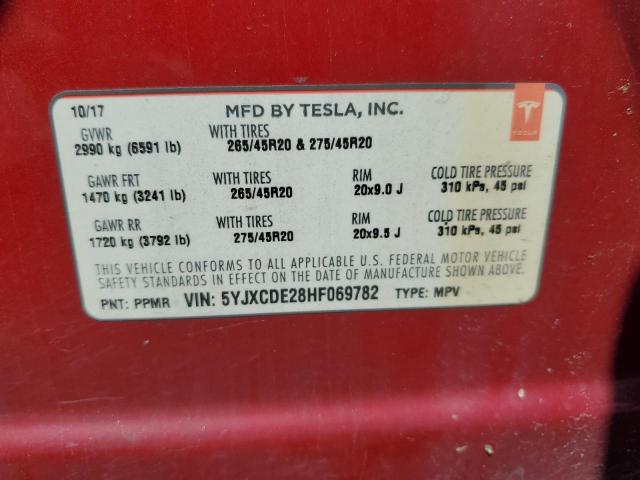 10/17 MFD BY TESLA, INC.
TESLA
GVWR WITH TIRES
2990 kg (6591 lb) 265/45R20 & 275/45R20
GAWR FRT WITH TIRES RIM COLD TIRE PRESSURE
1470 kg (3241 lb) 265/45R20 20x9.0 J 310 kPs, 45 psi
GAWR RR WITH TIRES RIM COLD TIRE PRESSURE
1720 kg (3792 lb) 275/45R20 20x9.5 J 310 kPs, 45 psi
THIS VEHICLE CONFORMS TO ALL APPLICABLE U.S. FEDERAL MOTOR VEHICLE
SAFETY STANDARDS IN EFFECT ON THE DATE OF MANUFACTURE SHOWN ABOVE.
PNT: PPMR VIN: 5YJXCDE28HF069782 TYPE: MPV